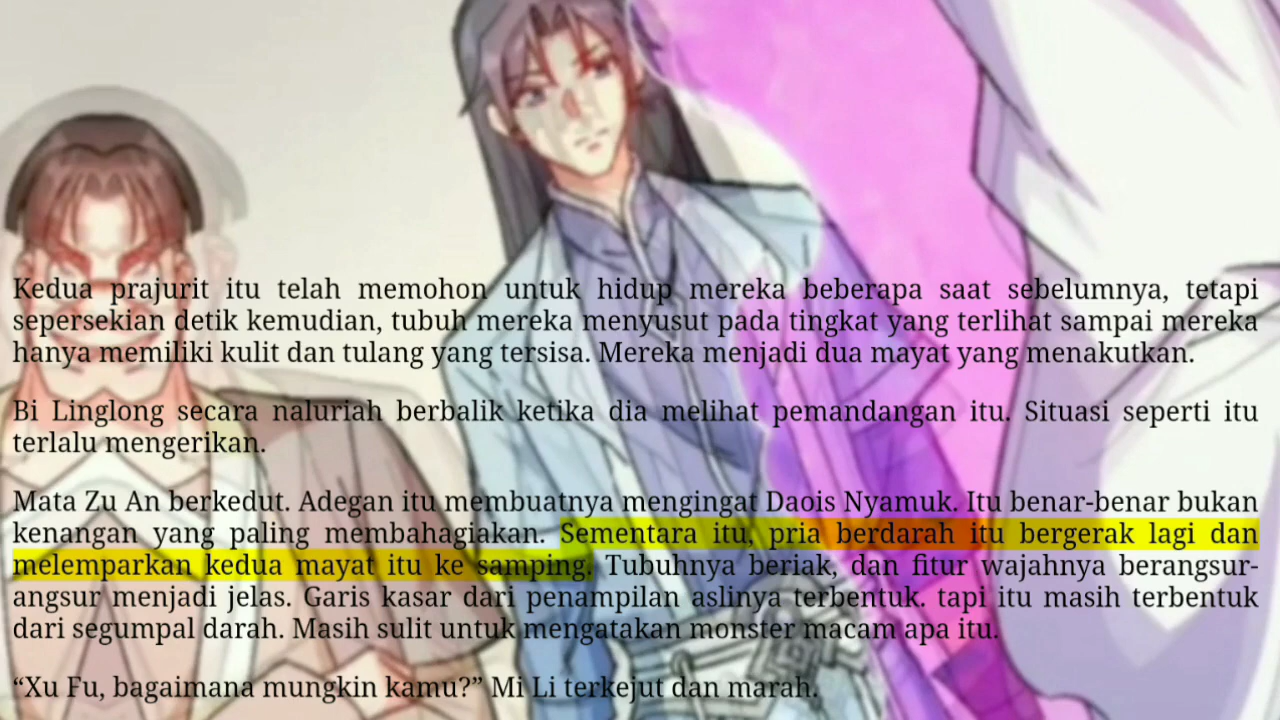 Kedua prajurit itu telah memohon untuk hidup mereka beberapa saat sebelumnya, tetapi
sepersekian detik kemudian, tubuh mereka menyusut pada tingkat yang terlihat sampai mereka
hanya memiliki kulit dan tulang yang tersisa. Mereka menjadi dua mayat yang menakutkan.
Bi Linglong secara naluriah berbalik ketika dia melihat pemandangan itu. Situasi seperti itu
terlalu mengerikan.
Mata Zu An berkedut. Adegan itu membuatnya mengingat Daois Nyamuk. Itu benar-benar bukan
kenangan yang paling membahagiakan. Sementara itu, pria berdarah itu bergerak lagi dan
melemparkan kedua mayat itu ke samping. Tubuhnya beriak, dan fitur wajahnya berangsur-
angsur menjadi jelas. Garis kasar dari penampilan aslinya terbentuk. tapi itu masih terbentuk
dari segumpal darah. Masih sulit untuk mengatakan monster macam apa itu.
“Xu Fu, bagaimana mungkin kamu?” Mi Li terkejut dan marah.